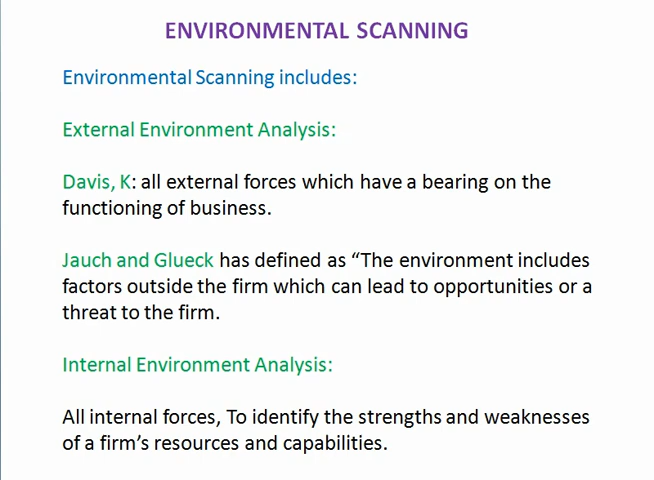 ENVIRONMENTAL SCANNING
Environmental Scanning includes:
External Environment Analysis:
Davis, K: all external forces which have a bearing on the
functioning of business.
Jauch and Glueck has defined as “The environment includes
factors outside the firm which can lead to opportunities or a
threat to the firm.
Internal Environment Analysis:
All internal forces, To identify the strengths and weaknesses
of a firm’s resources and capabilities.